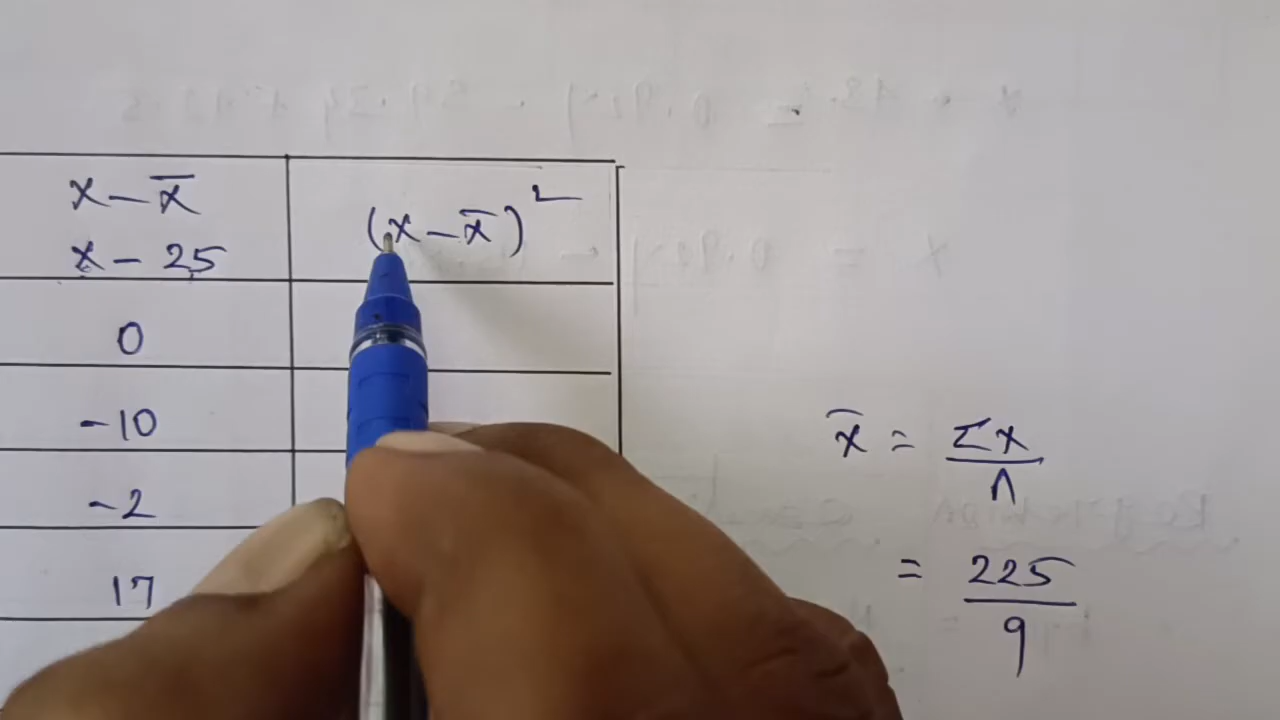 x - x̄
x - 25
(x - x̄)²
0
-10
-2
17
x̄ = Σx / n
= 225 / 9